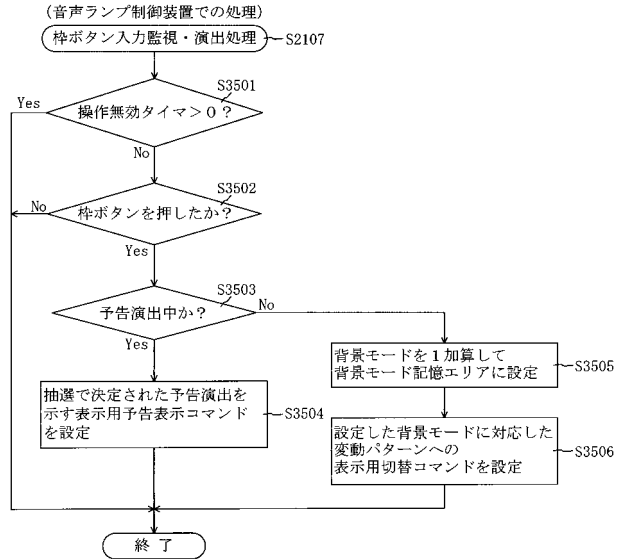 (音声ランプ制御装置での処理)
枠ボタン入力監視・演出処理
S2107
S3501
Yes
操作無効タイマ＞０？
No
S3502
No
枠ボタンを押したか？
Yes
S3503
予告演出中か？
No
Yes
抽選で決定された予告演出を
示す表示用予告表示コマンド
を設定
S3504
背景モードを１加算して
背景モード記憶エリアに設定
S3505
設定した背景モードに対応した
変動パターンへの
表示用切替コマンドを設定
S3506
終 了